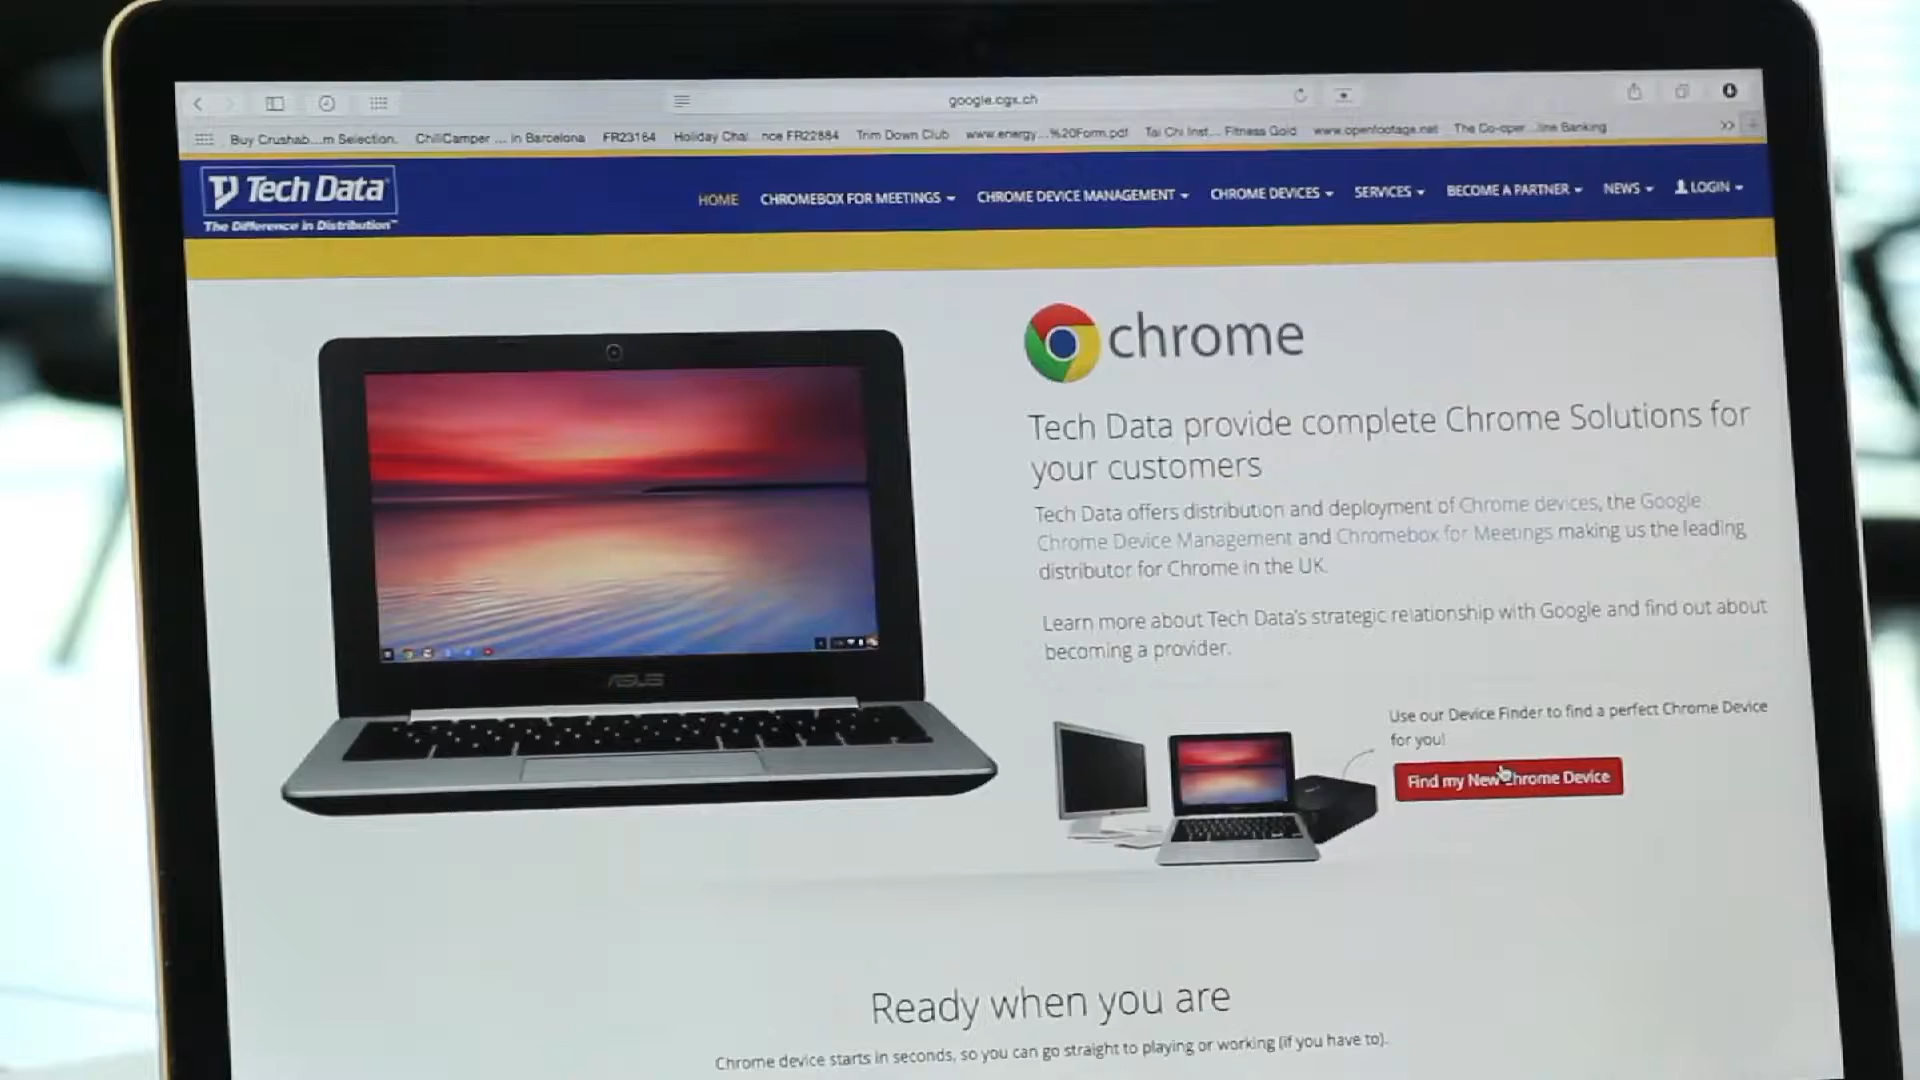 google.cgx.ch
Buy Crushab...m Selection. ChilliCamper ... in Barcelona FR23164 Holiday Chal...nce FR22884 Trim Down Club www.energy...%20Form.pdf Tai Chi Inst... Fitness Gold www.openfootage.net The Co-oper...line Banking
Tech Data
The Difference in Distribution™
HOME CHROMEBOX FOR MEETINGS CHROME DEVICE MANAGEMENT CHROME DEVICES SERVICES BECOME A PARTNER NEWS LOGIN
chrome
Tech Data provide complete Chrome Solutions for
your customers
Tech Data offers distribution and deployment of Chrome devices, the Google
Chrome Device Management and Chromebox for Meetings making us the leading
distributor for Chrome in the UK.
Learn more about Tech Data's strategic relationship with Google and find out about
becoming a provider.
ASUS
Use our Device Finder to find a perfect Chrome Device
for you!
Find my New Chrome Device
Ready when you are
Chrome device starts in seconds, so you can go straight to playing or working (if you have to).